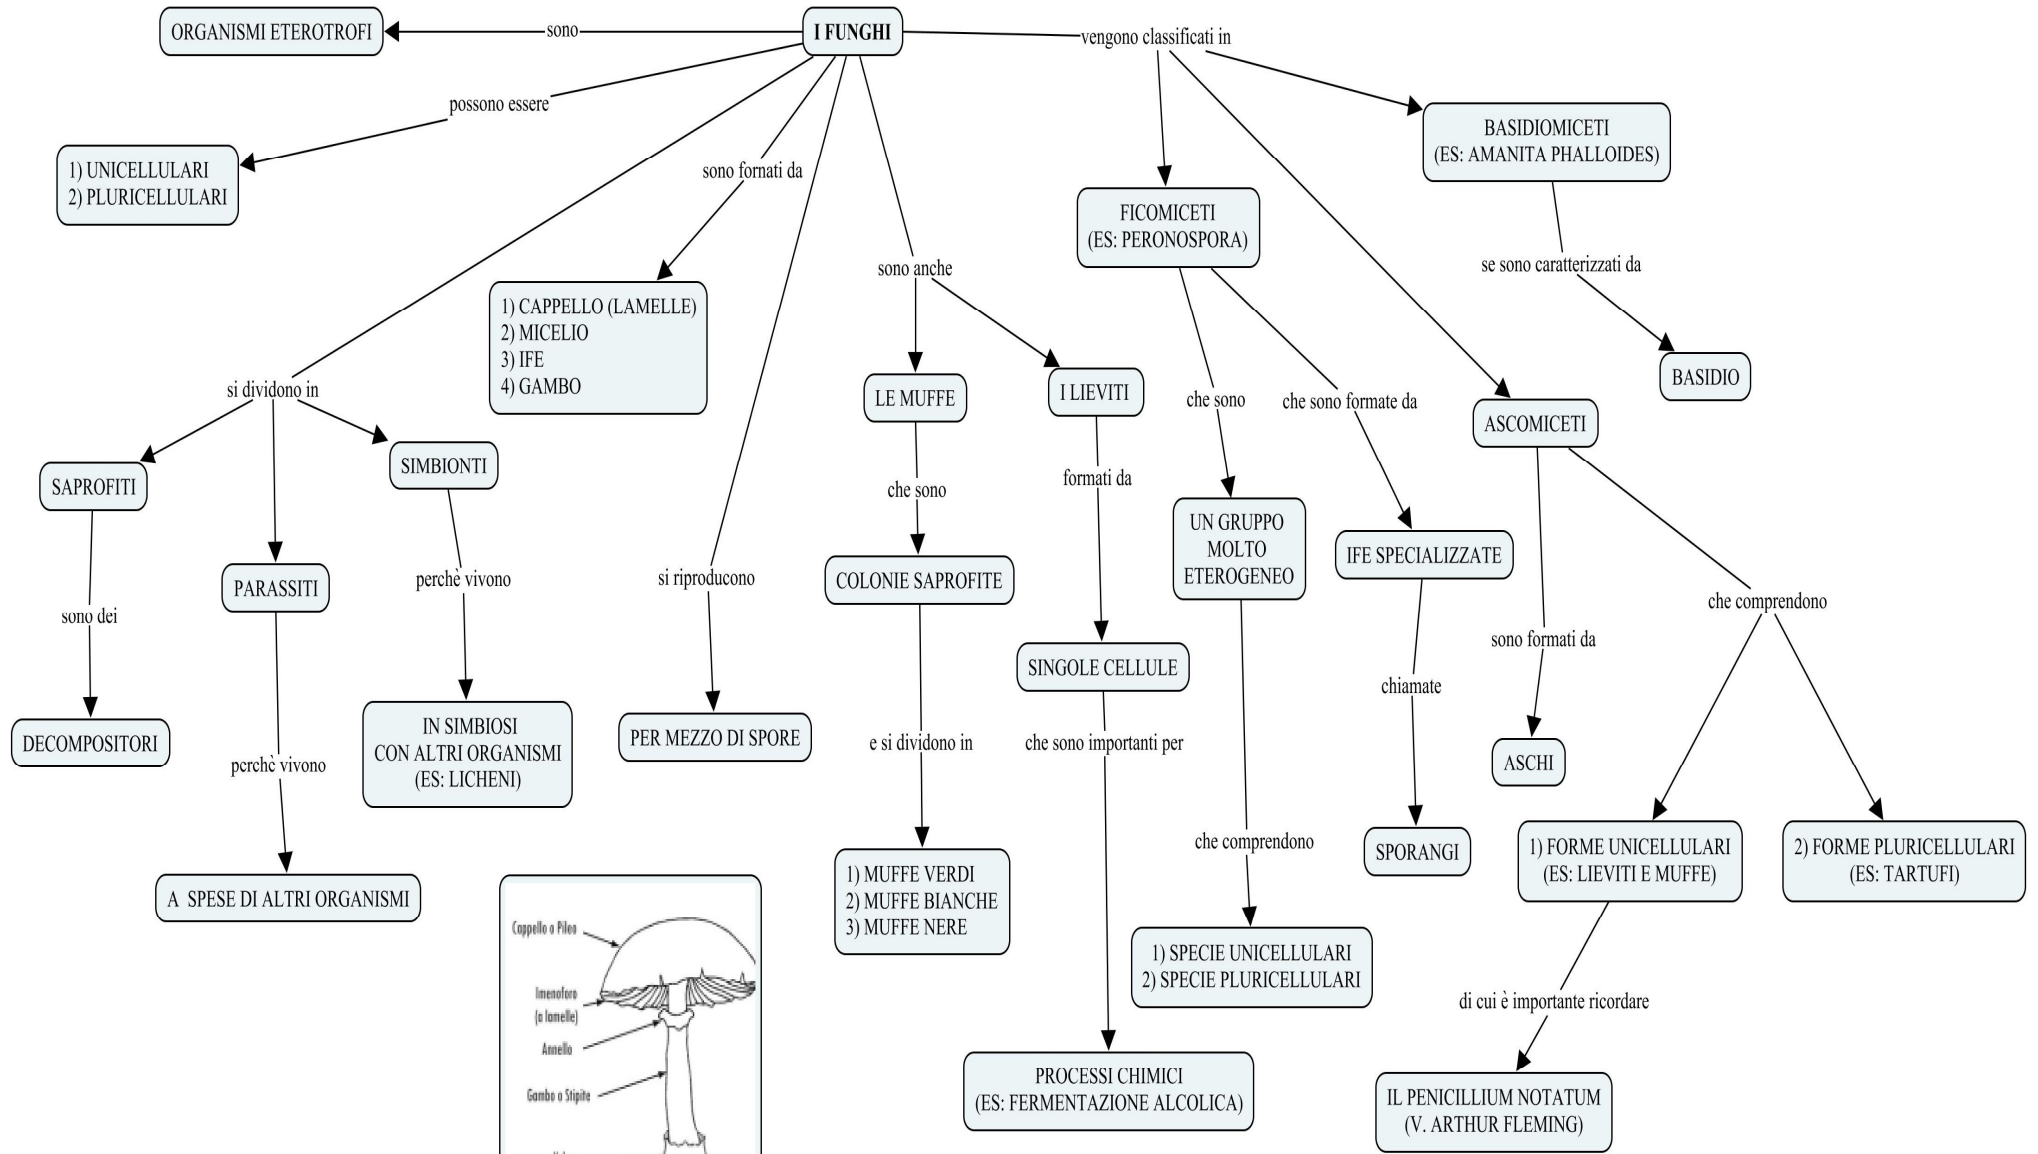 ORGANISMI ETEROTROFI
sono
I FUNGHI
vengono classificati in
possono essere
1) UNICELLULARI
2) PLURICELLULARI
sono fornati da
BASIDIOMICETI
(ES: AMANITA PHALLOIDES)
FICOMICETI
(ES: PERONOSPORA)
sono anche
se sono caratterizzati da
1) CAPPELLO (LAMELLE)
2) MICELIO
3) IFE
4) GAMBO
BASIDIO
si dividono in
LE MUFFE
I LIEVITI
che sono
che sono formate da
ASCOMICETI
SAPROFITI
SIMBIONTI
che sono
formati da
UN GRUPPO
MOLTO
ETEROGENEO
IFE SPECIALIZZATE
PARASSITI
perchè vivono
si riproducono
COLONIE SAPROFITE
che comprendono
sono dei
SINGOLE CELLULE
sono formati da
chiamate
DECOMPOSITORI
perchè vivono
IN SIMBIOSI
CON ALTRI ORGANISMI
(ES: LICHENI)
PER MEZZO DI SPORE
e si dividono in
che sono importanti per
ASCHI
che comprendono
SPORANGI
1) FORME UNICELLULARI
(ES: LIEVITI E MUFFE)
2) FORME PLURICELLULARI
(ES: TARTUFI)
A SPESE DI ALTRI ORGANISMI
1) MUFFE VERDI
2) MUFFE BIANCHE
3) MUFFE NERE
1) SPECIE UNICELLULARI
2) SPECIE PLURICELLULARI
di cui è importante ricordare
Cappello o Pileo
Imenoforo
(a lamelle)
Annello
Gambo o Stipite
PROCESSI CHIMICI
(ES: FERMENTAZIONE ALCOLICA)
IL PENICILLIUM NOTATUM
(V. ARTHUR FLEMING)